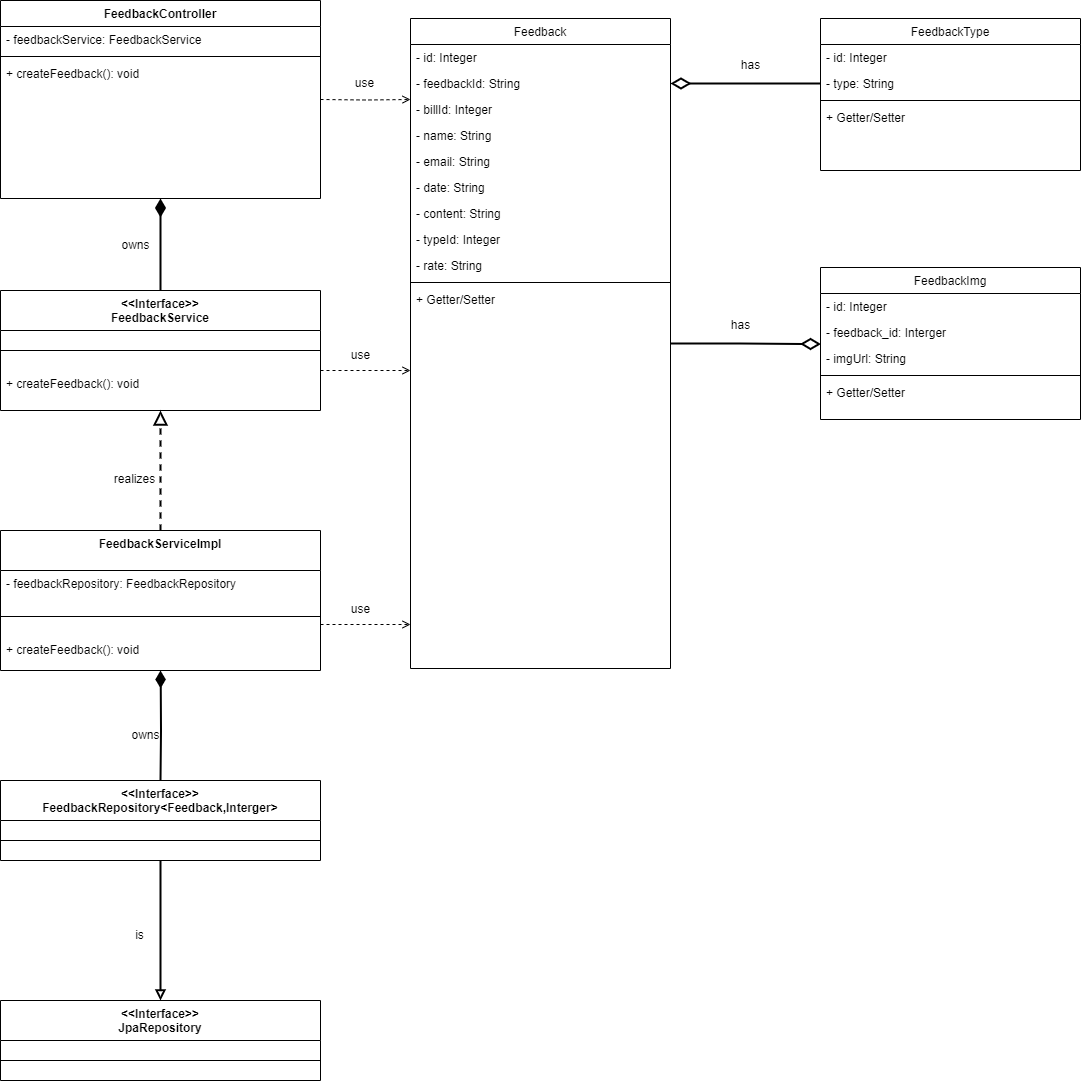 FeedbackController
- feedbackService: FeedbackService
+ createFeedback(): void
use
owns
<<Interface>>
FeedbackService
+ createFeedback(): void
use
realizes
FeedbackServiceImpl
- feedbackRepository: FeedbackRepository
+ createFeedback(): void
use
owns
<<Interface>>
FeedbackRepository<Feedback,Interger>
is
<<Interface>>
JpaRepository
Feedback
- id: Integer
- feedbackId: String
- billId: Integer
- name: String
- email: String
- date: String
- content: String
- typeId: Integer
- rate: String
+ Getter/Setter
has
FeedbackType
- id: Integer
- type: String
+ Getter/Setter
has
FeedbackImg
- id: Integer
- feedback_id: Interger
- imgUrl: String
+ Getter/Setter